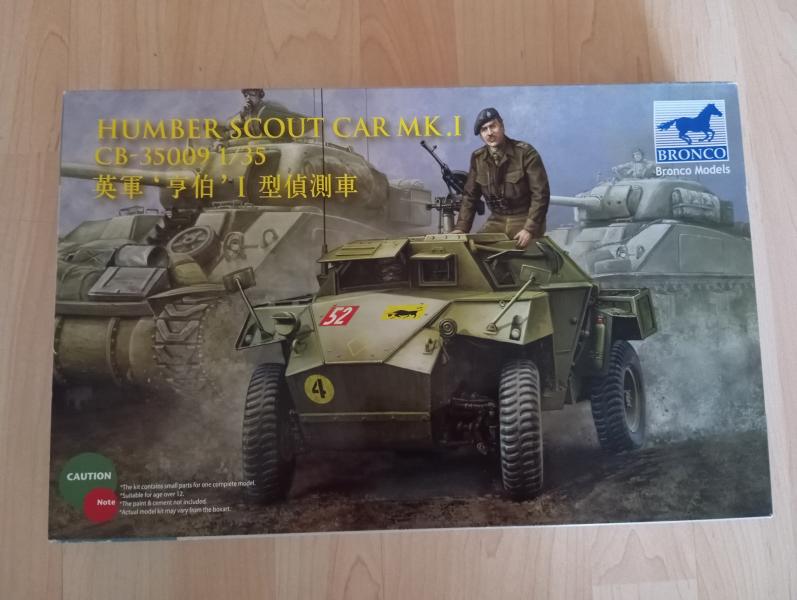 HUMBER SCOUT CAR MK.I
CB-35009 1/35
英軍‘亨伯’I 型偵測車
BRONCO
Bronco Models
52
4
CAUTION
Note
*The kit contains small parts for one complete model.
*Suitable for age over 12.
*The paint & cement not included.
*Actual model kit may vary from the boxart.